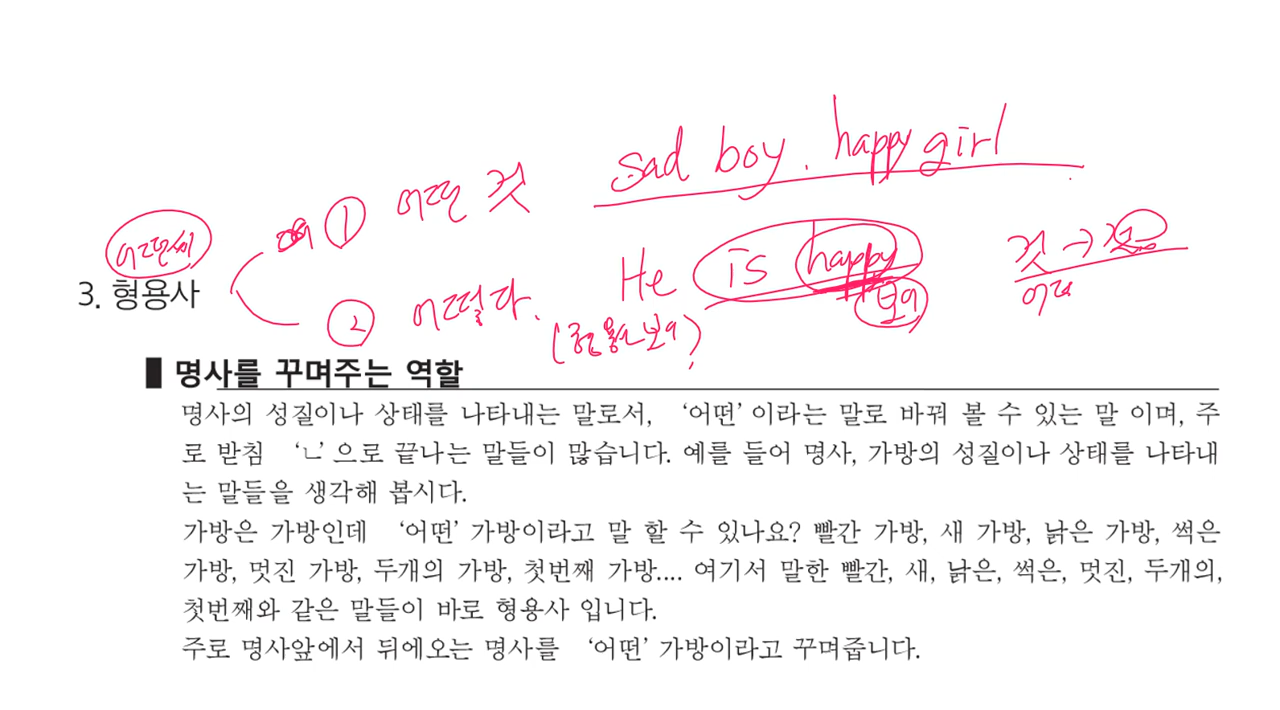 sad boy. happy girl
① 어떤 것
어떤씨
He is happy
것 →
3. 형용사
② 어떻다.
보어
▌명사를 꾸며주는 역할
명사의 성질이나 상태를 나타내는 말로서, ‘어떤’ 이라는 말로 바꿔 볼 수 있는 말 이며, 주
로 받침 ‘ㄴ’ 으로 끝나는 말들이 많습니다. 예를 들어 명사, 가방의 성질이나 상태를 나타내
는 말들을 생각해 봅시다.
가방은 가방인데 ‘어떤’ 가방이라고 말 할 수 있나요? 빨간 가방, 새 가방, 낡은 가방, 썩은
가방, 멋진 가방, 두개의 가방, 첫번째 가방.... 여기서 말한 빨간, 새, 낡은, 썩은, 멋진, 두개의,
첫번째와 같은 말들이 바로 형용사 입니다.
주로 명사앞에서 뒤에오는 명사를 ‘어떤’ 가방이라고 꾸며줍니다.